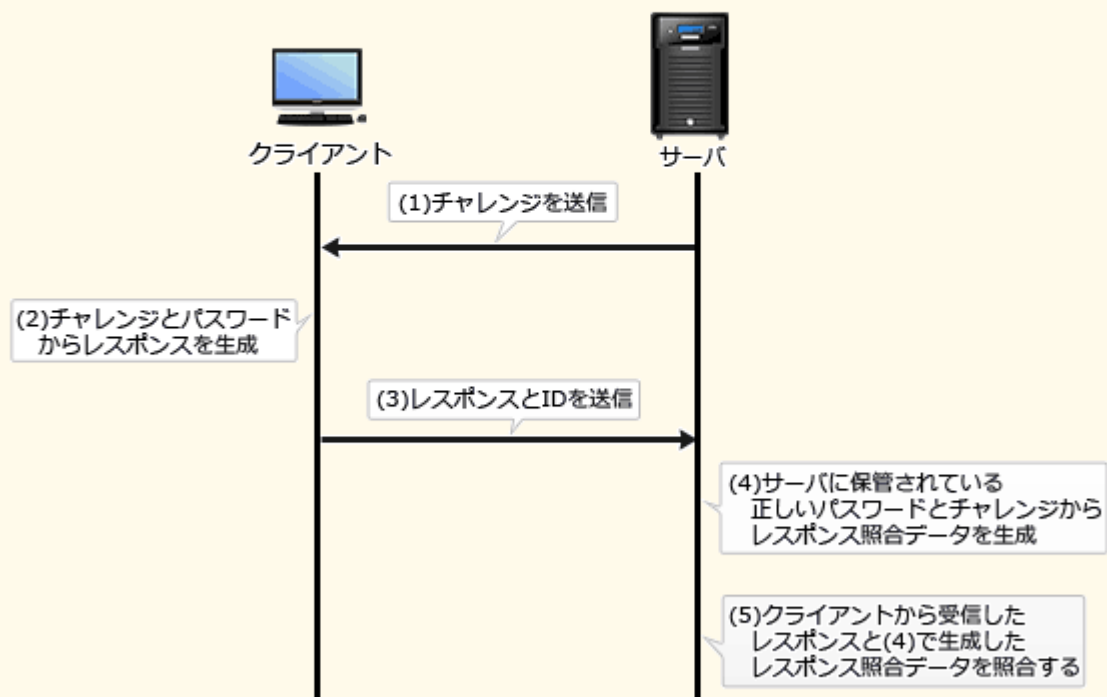 クライアント
サーバ
(1)チャレンジを送信
(2)チャレンジとパスワード
からレスポンスを生成
(3)レスポンスとIDを送信
(4)サーバに保管されている
正しいパスワードとチャレンジから
レスポンス照合データを生成
(5)クライアントから受信した
レスポンスと(4)で生成した
レスポンス照合データを照合する